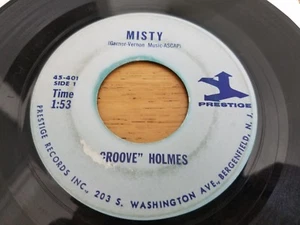 MISTY
(Garner-Vernon Music-ASCAP)
45-401
SIDE 1
Time
1:53
PRESTIGE
GROOVE" HOLMES
PRESTIGE RECORDS INC., 203 S. WASHINGTON AVE., BERGENFIELD, N. J.